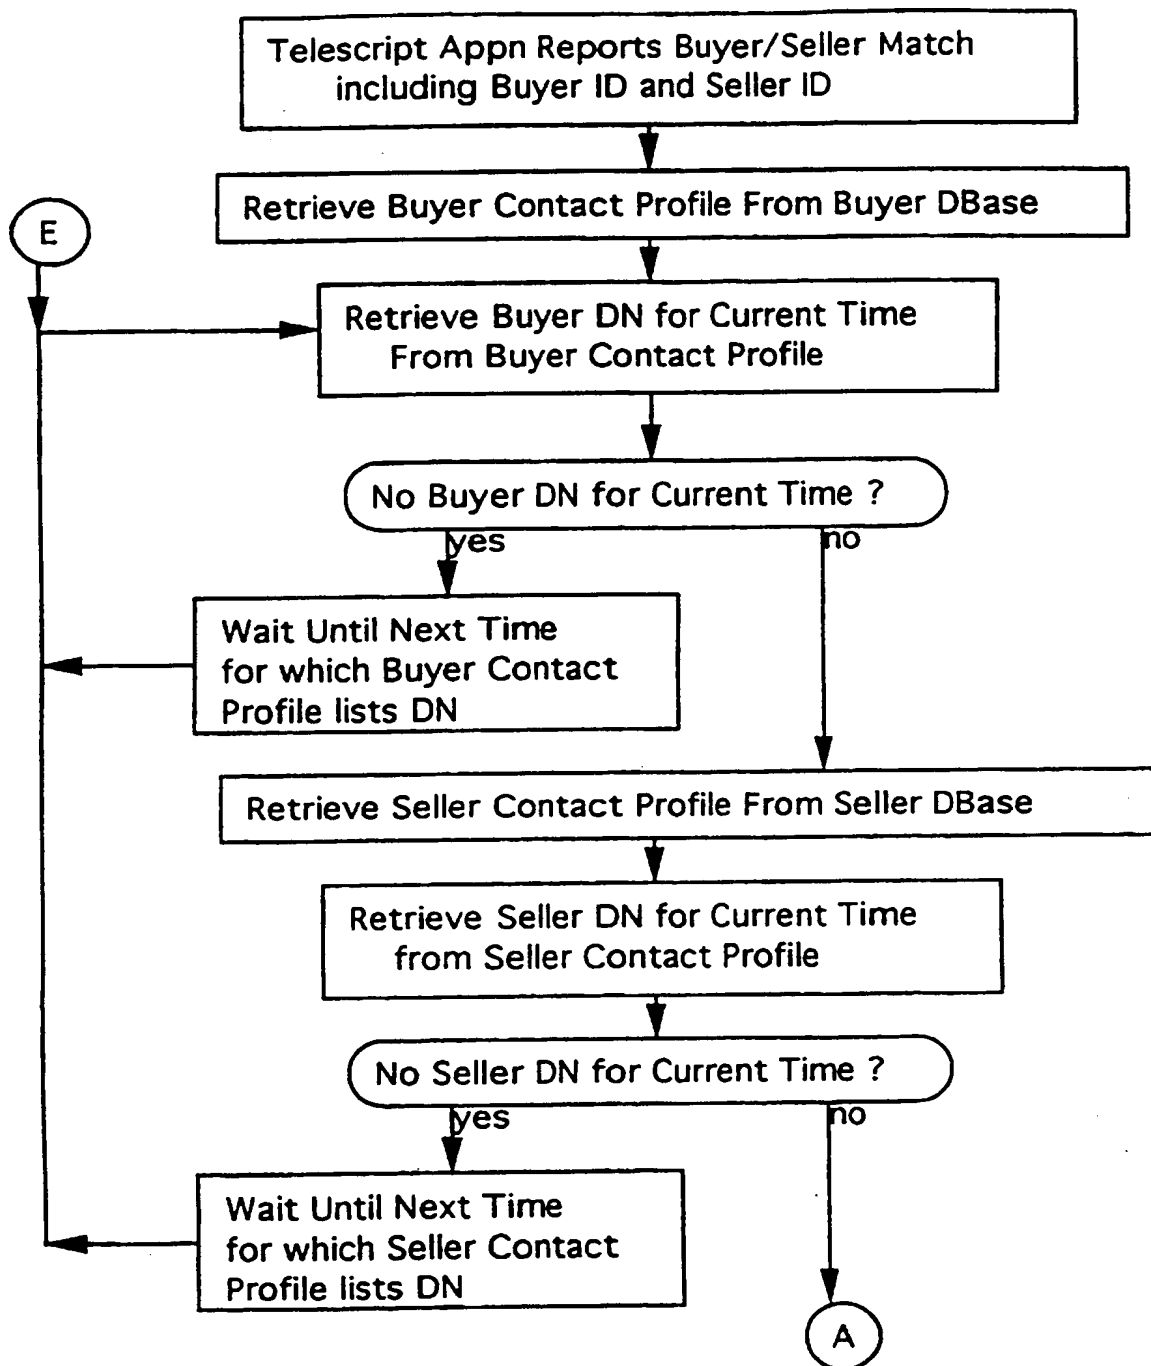 Telescript Appn Reports Buyer/Seller Match
including Buyer ID and Seller ID
Retrieve Buyer Contact Profile From Buyer DBase
E
Retrieve Buyer DN for Current Time
From Buyer Contact Profile
No Buyer DN for Current Time ?
yes
no
Wait Until Next Time
for which Buyer Contact
Profile lists DN
Retrieve Seller Contact Profile From Seller DBase
Retrieve Seller DN for Current Time
from Seller Contact Profile
No Seller DN for Current Time ?
yes
no
Wait Until Next Time
for which Seller Contact
Profile lists DN
A